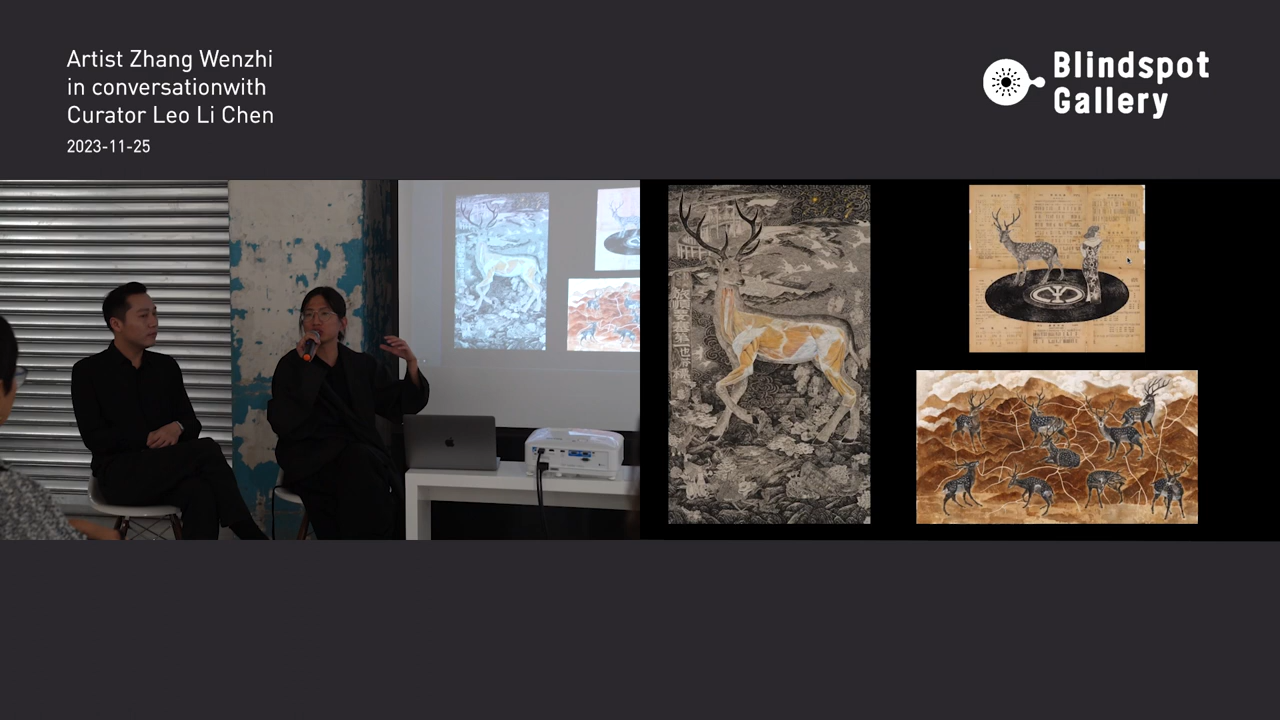 Artist Zhang Wenzhi
in conversationwith
Curator Leo Li Chen
2023-11-25
Blindspot
Gallery